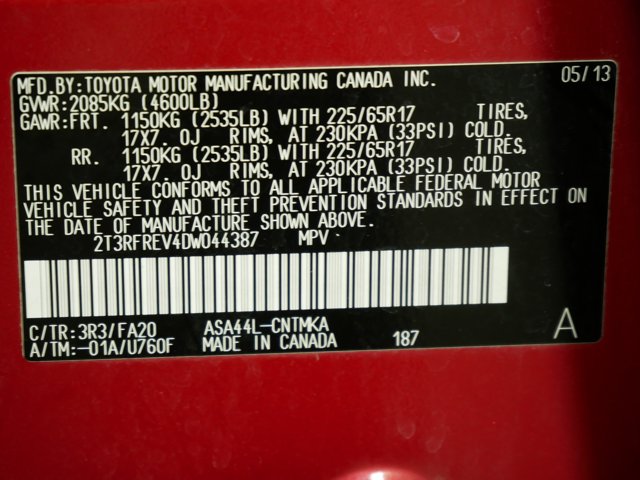 MFD.BY:TOYOTA MOTOR MANUFACTURING CANADA INC. 05/13
GVWR:2085KG (4600LB)
GAWR:FRT. 1150KG (2535LB) WITH 225/65R17 TIRES,
17X7.0J RIMS, AT 230KPA (33PSI) COLD.
RR. 1150KG (2535LB) WITH 225/65R17 TIRES,
17X7.0J RIMS, AT 230KPA (33PSI) COLD.
THIS VEHICLE CONFORMS TO ALL APPLICABLE FEDERAL MOTOR
VEHICLE SAFETY AND THEFT PREVENTION STANDARDS IN EFFECT ON
THE DATE OF MANUFACTURE SHOWN ABOVE.
2T3RFREV4DW044387 MPV
C/TR:3R3/FA20 ASA44L-CNTMKA
A/TM:-01A/U760F MADE IN CANADA 187 A